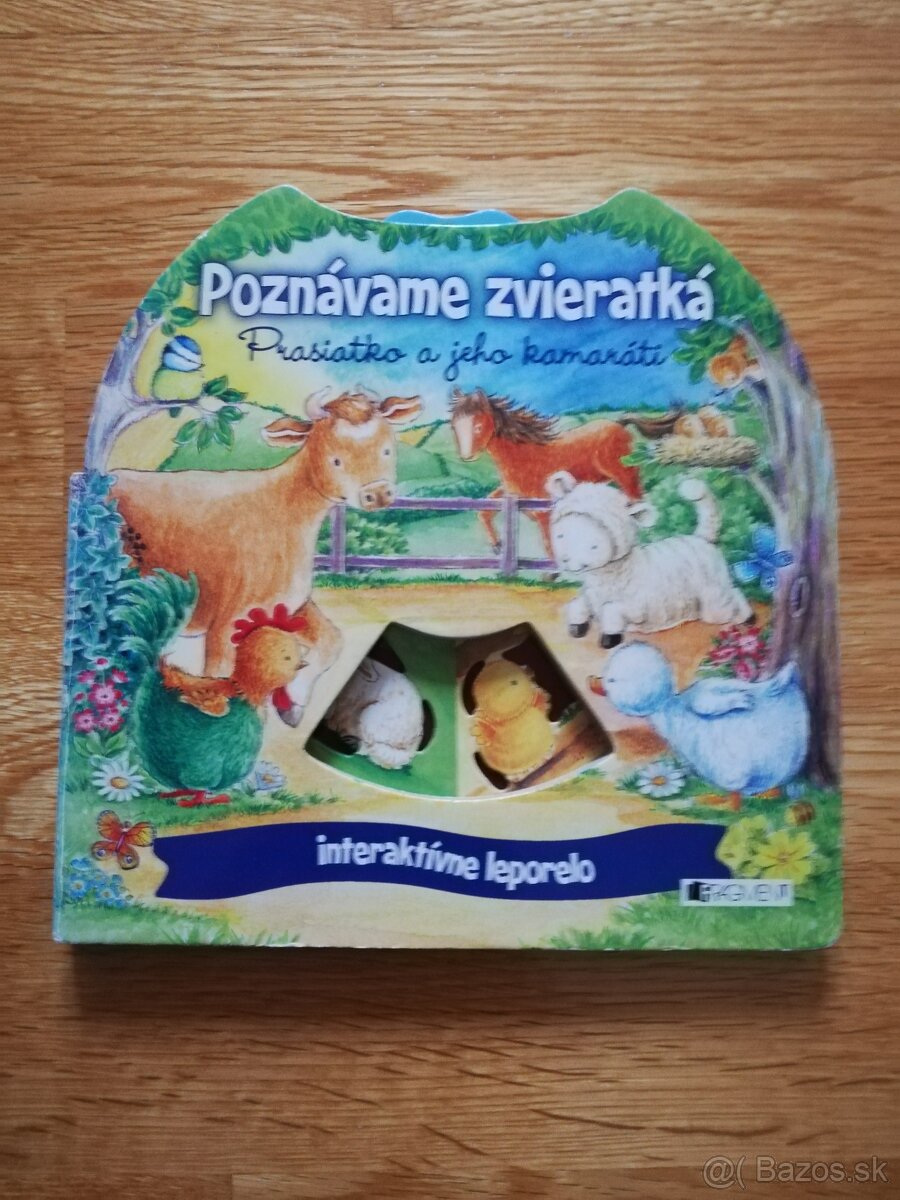 Poznávame zvieratká
Prasiatko a jeho kamaráti
interaktívne leporelo
FRAGMENT
@( Bazos.sk